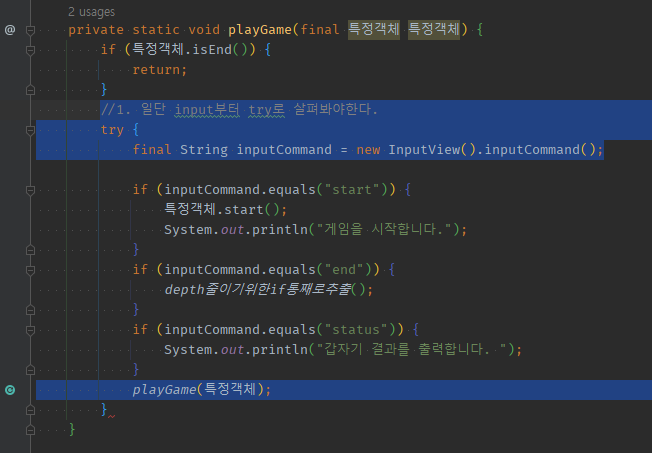 2 usages
private static void playGame(final 특정객체 특정객체) {
if (특정객체.isEnd()) {
return;
}
//1. 일단 input부터 try로 살펴봐야한다.
try {
final String inputCommand = new InputView().inputCommand();
if (inputCommand.equals("start")) {
특정객체.start();
System.out.println("게임을 시작합니다.");
}
if (inputCommand.equals("end")) {
depth줄이기위한if통째로추출();
}
if (inputCommand.equals("status")) {
System.out.println("갑자기 결과를 출력합니다. ");
}
playGame(특정객체);
}
}